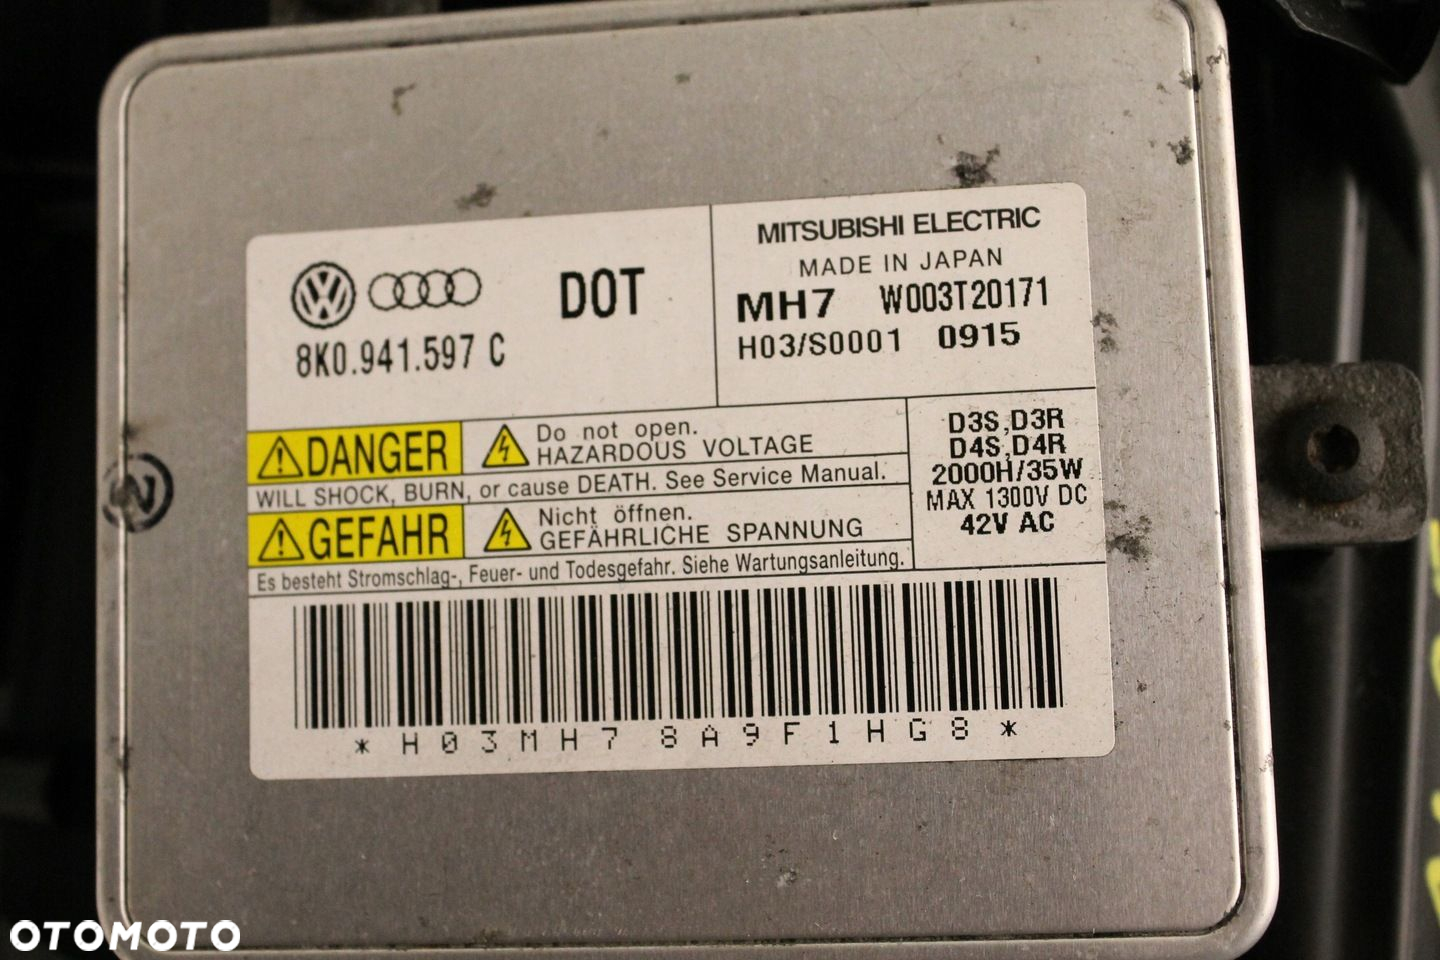 8K0.941.597 C
DOT
MITSUBISHI ELECTRIC
MADE IN JAPAN
MH7 W003T20171
H03/S0001 0915
DANGER
Do not open.
HAZARDOUS VOLTAGE
WILL SHOCK, BURN, or cause DEATH. See Service Manual.
GEFAHR
Nicht öffnen.
GEFÄHRLICHE SPANNUNG
Es besteht Stromschlag-, Feuer- und Todesgefahr. Siehe Wartungsanleitung.
D3S,D3R
D4S,D4R
2000H/35W
MAX 1300V DC
42V AC
*H03MH78A9F1HG8*
OTOMOTO